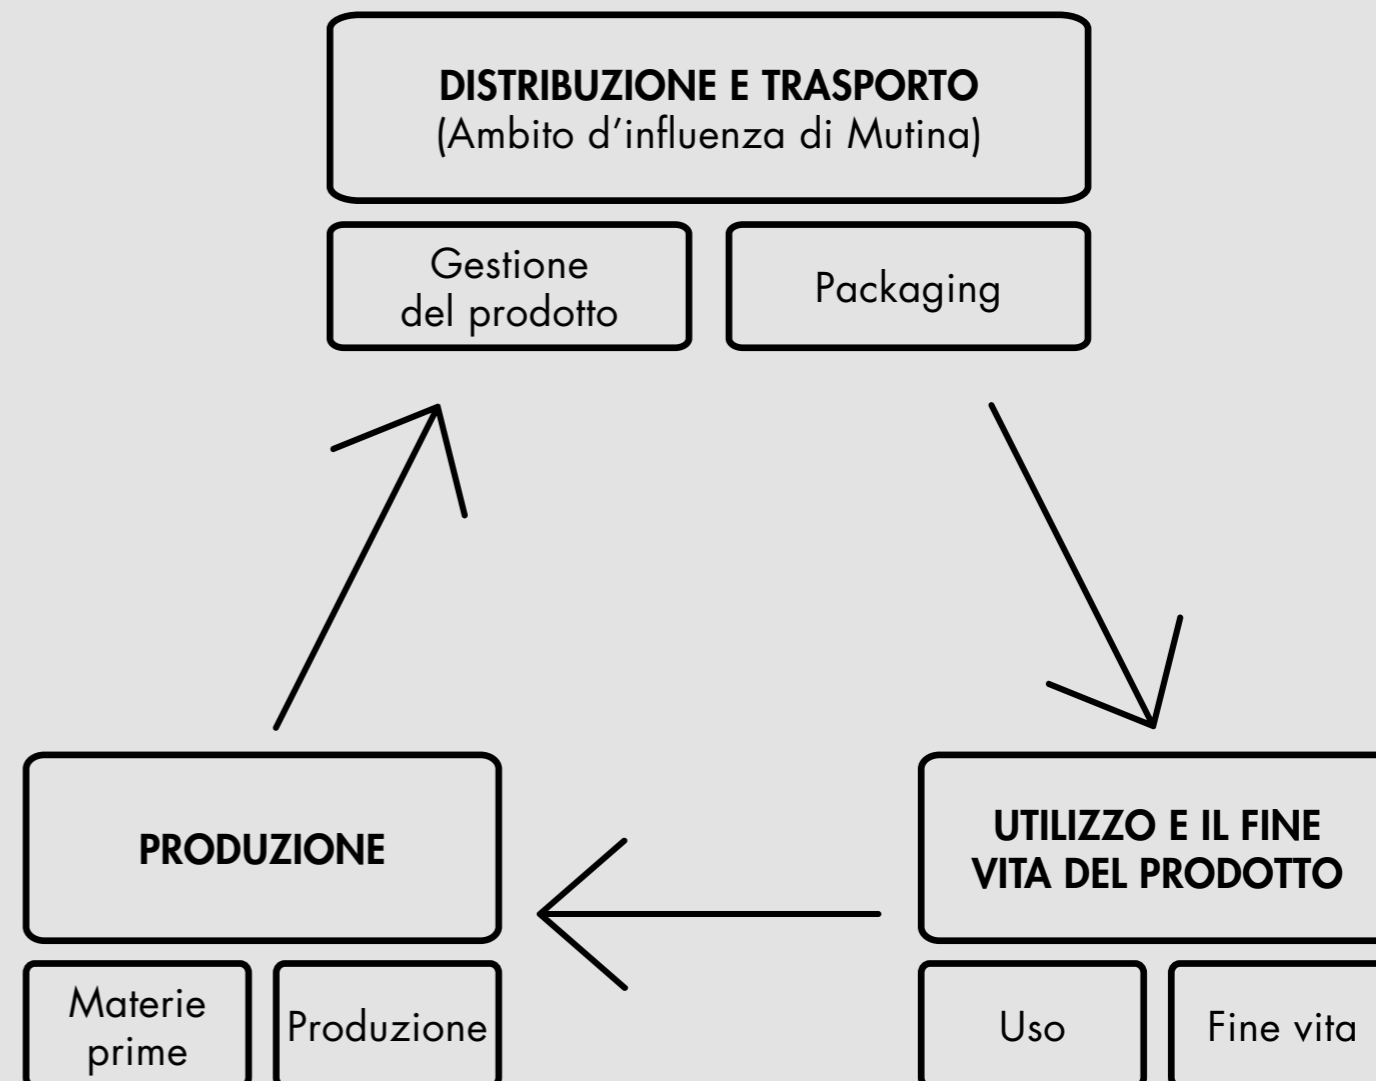 DISTRIBUZIONE E TRASPORTO
(Ambito d’influenza di Mutina)
Gestione
del prodotto
Packaging
PRODUZIONE
Materie
prime
Produzione
UTILIZZO E IL FINE
VITA DEL PRODOTTO
Uso
Fine vita